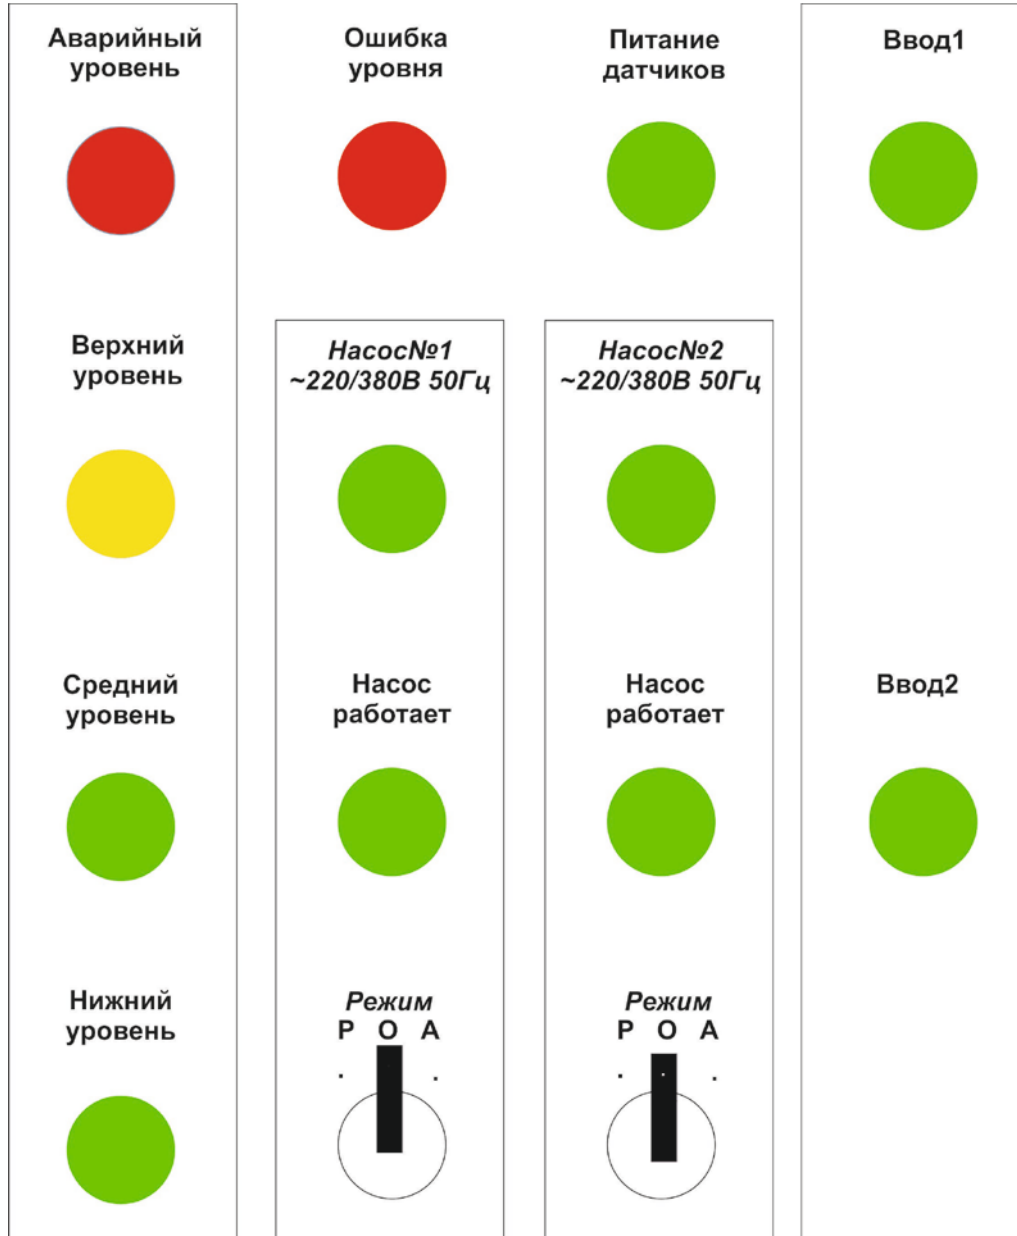 Аварийный
уровень
Ошибка
уровня
Питание
датчиков
Ввод1
Верхний
уровень
Насос№1
~220/380В 50Гц
Насос№2
~220/380В 50Гц
Средний
уровень
Насос
работает
Насос
работает
Ввод2
Нижний
уровень
Режим
Р О А
Режим
Р О А